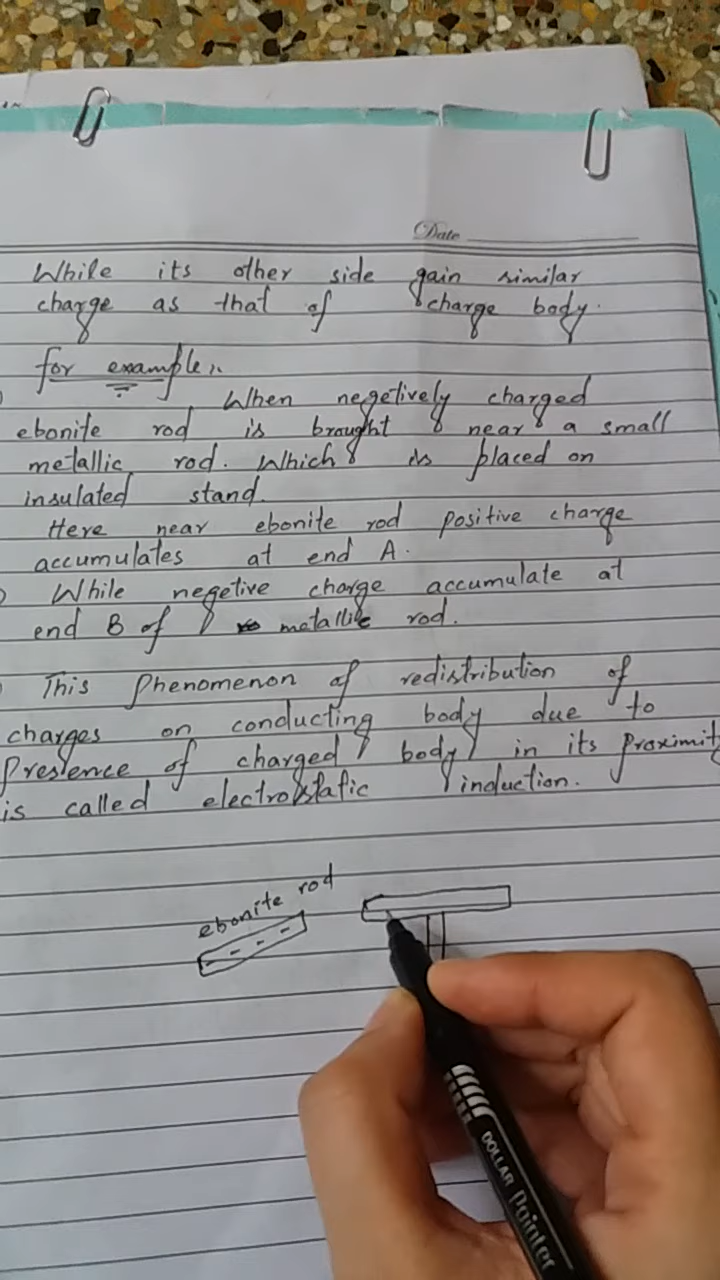 Date
While its other side gain similar
charge as that of charge body.
for example:.
When negetively charged
ebonite rod is brought near a small
metallic rod. Which is placed on
insulated stand.
Here near ebonite rod positive charge
accumulates at end A.
While negetive charge accumulate at
end B of metallic rod.
This Phenomenon of redistribution of
charges on conducting body due to
Presence of charged body in its Proximity
is called electrostatic induction.
ebonite rod
DOLLAR Pointer